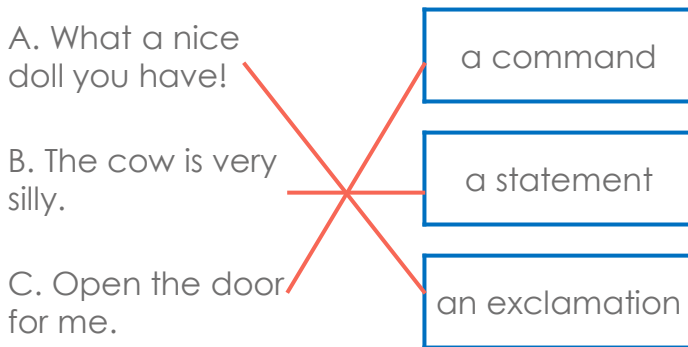 A. What a nice
doll you have!
a command
B. The cow is very
silly.
a statement
C. Open the door
for me.
an exclamation